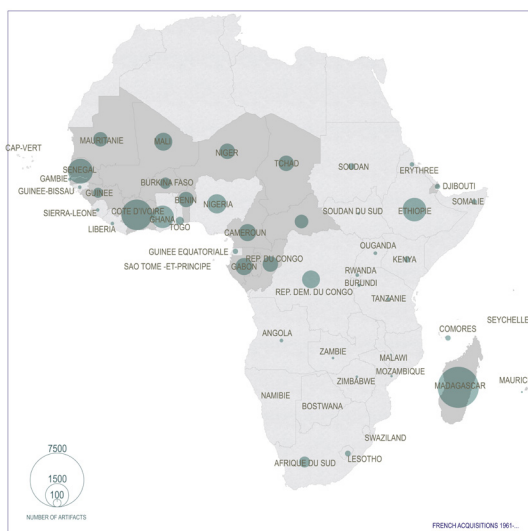 CAP-VERT
MAURITANIE
MALI
NIGER
TCHAD
SOUDAN
ERYTHREE
SENEGAL
GAMBIE
GUINEE-BISSAU
GUINEE
BURKINA FASO
BENIN
NIGERIA
DJIBOUTI
SOMALIE
SIERRA-LEONE
COTE D'IVOIRE
GHANA
TOGO
LIBERIA
SOUDAN DU SUD
ETHIOPIE
CAMEROUN
GUINEE EQUATORIALE
OUGANDA
KENYA
SAO TOME -ET-PRINCIPE
GABON
REP. DU CONGO
RWANDA
BURUNDI
REP. DEM. DU CONGO
TANZANIE
SEYCHELLE
COMORES
ANGOLA
ZAMBIE
MALAWI
MOZAMBIQUE
MADAGASCAR
MAURIC
ZIMBABWE
NAMIBIE
BOSTWANA
SWAZILAND
LESOTHO
AFRIQUE DU SUD
7500
1500
100
NUMBER OF ARTIFACTS
FRENCH ACQUISITIONS 1961-...